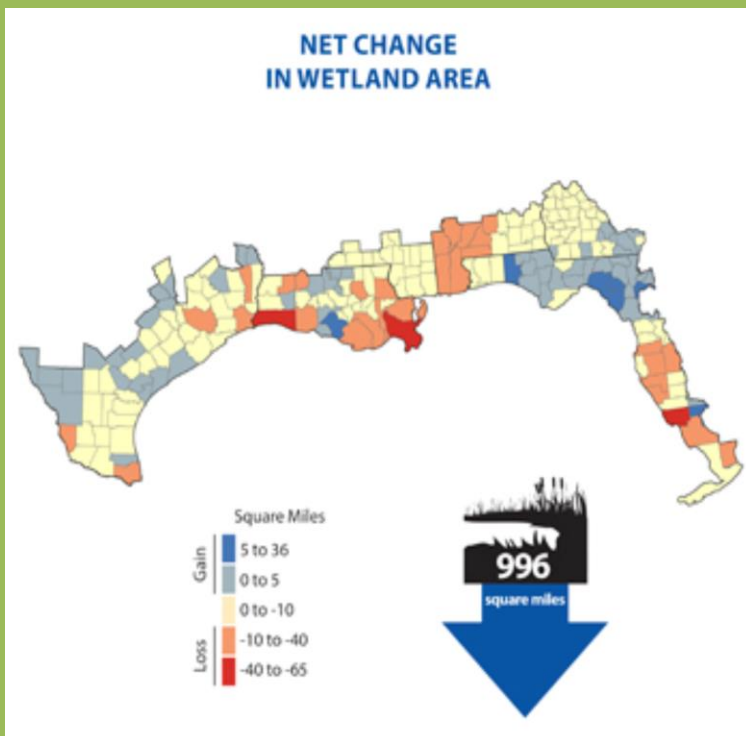 NET CHANGE
IN WETLAND AREA
Square Miles
Gain
5 to 36
0 to 5
0 to -10
Loss
-10 to -40
-40 to -65
996
square miles